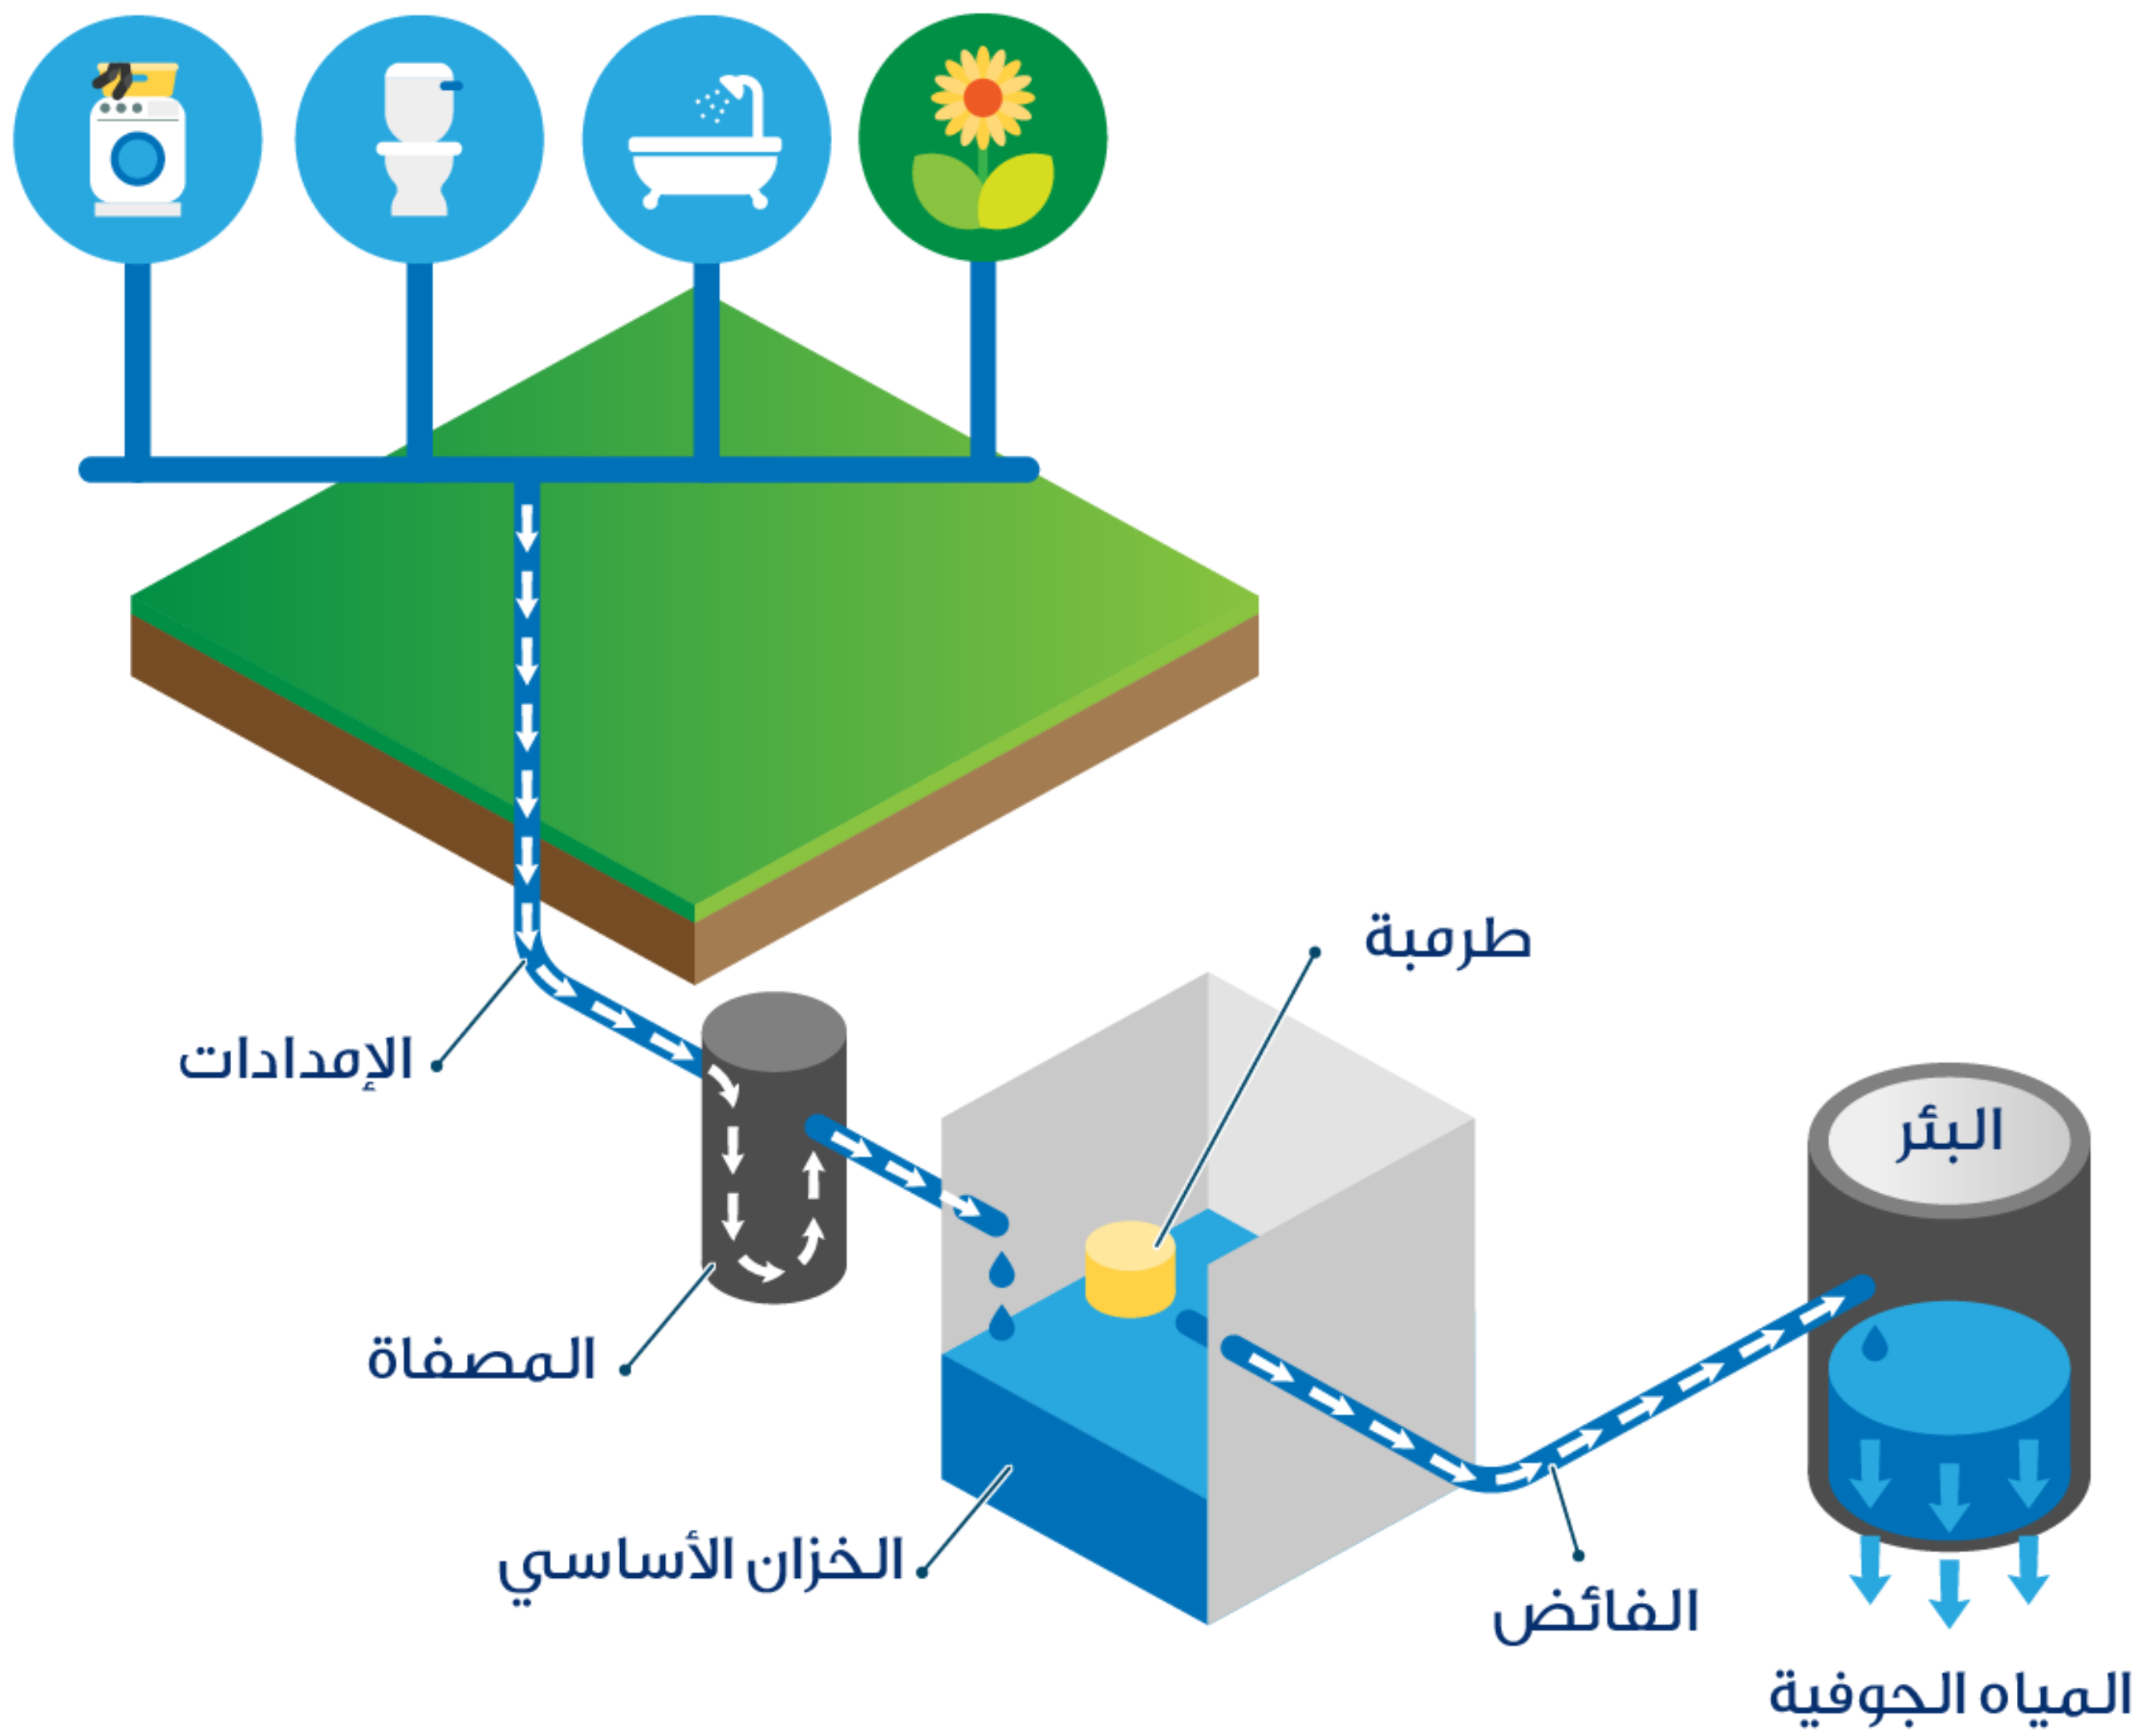 طرمبة
الإمدادات
البئر
المصفاة
الخزان الأساسي
الفائض
المياه الجوفية